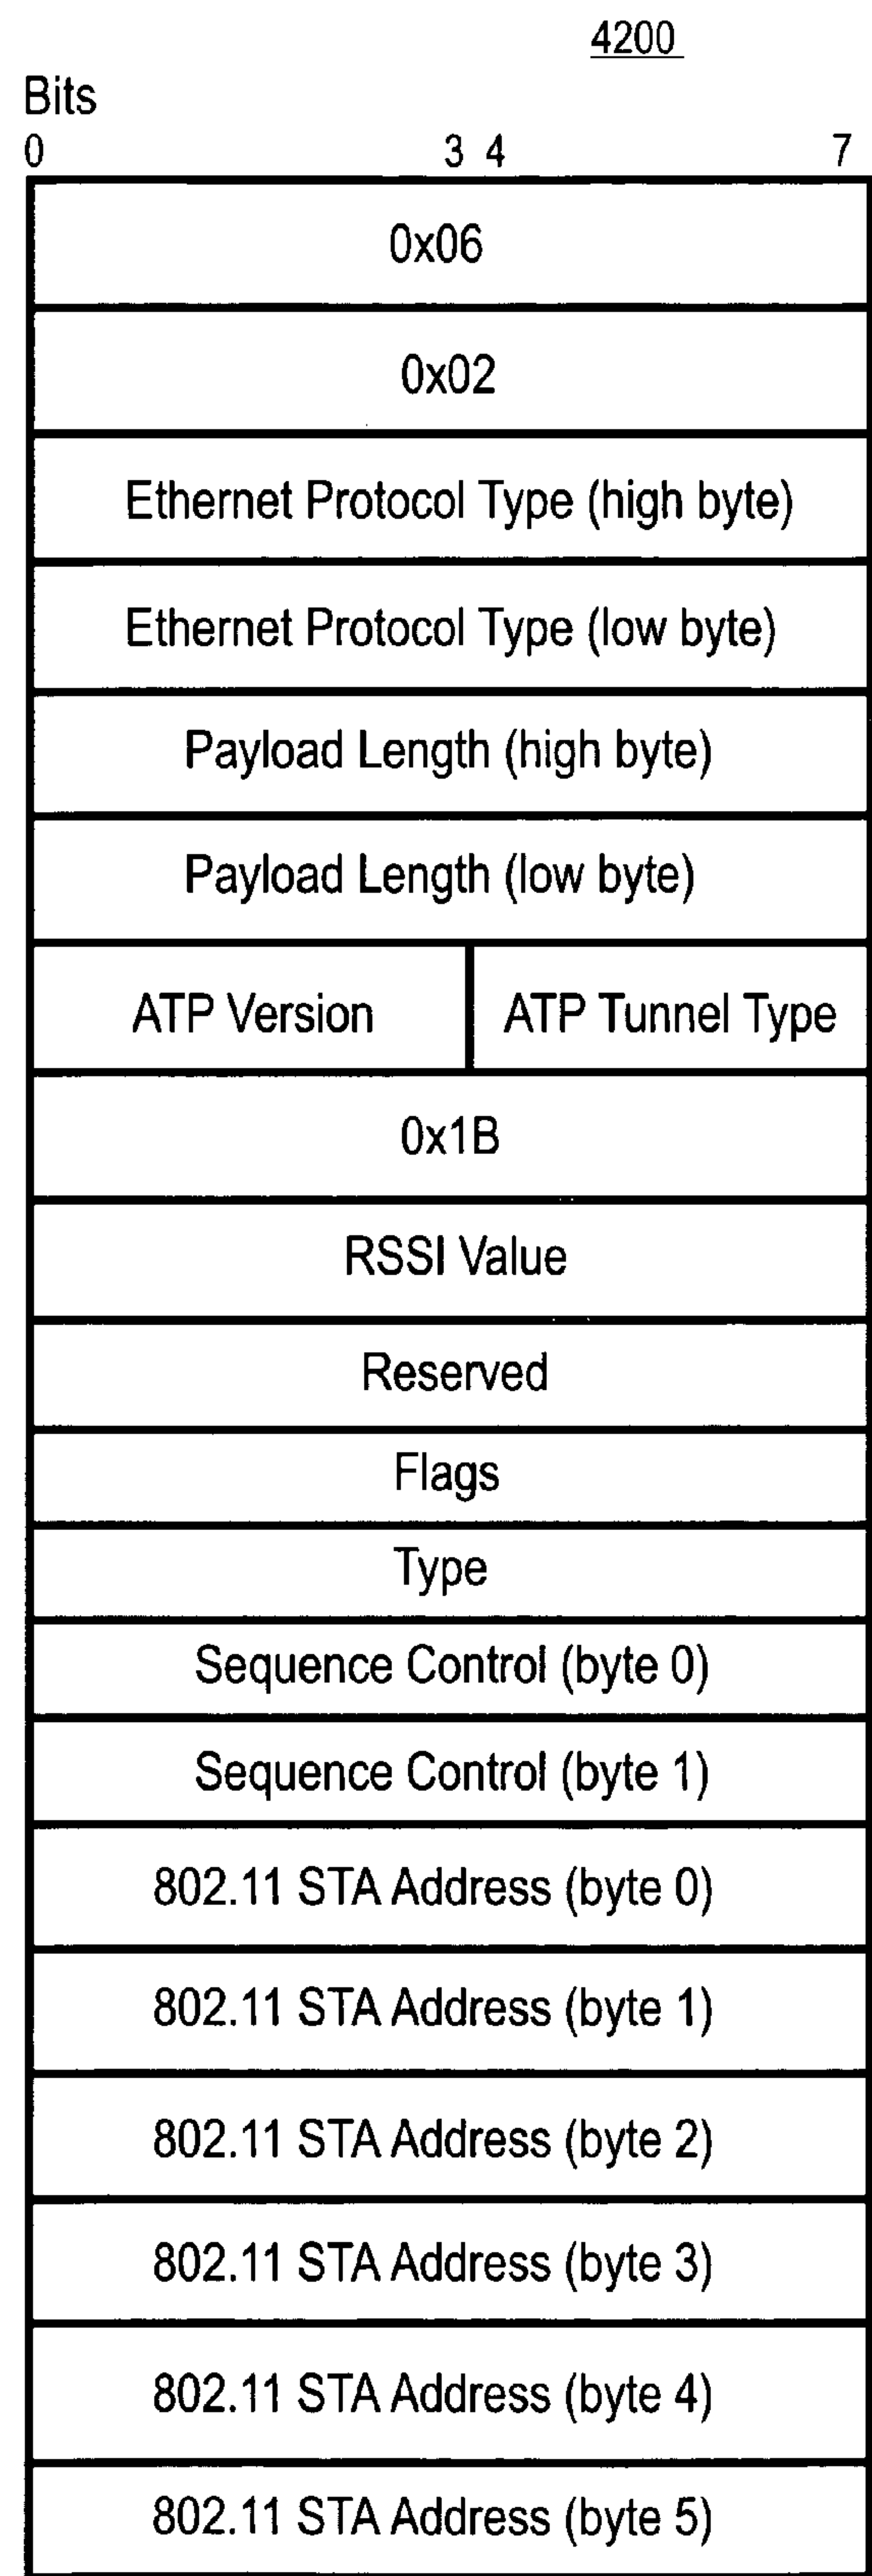 4200
Bits
0 3 4 7
0x06
0x02
Ethernet Protocol Type (high byte)
Ethernet Protocol Type (low byte)
Payload Length (high byte)
Payload Length (low byte)
ATP Version ATP Tunnel Type
0x1B
RSSI Value
Reserved
Flags
Type
Sequence Control (byte 0)
Sequence Control (byte 1)
802.11 STA Address (byte 0)
802.11 STA Address (byte 1)
802.11 STA Address (byte 2)
802.11 STA Address (byte 3)
802.11 STA Address (byte 4)
802.11 STA Address (byte 5)